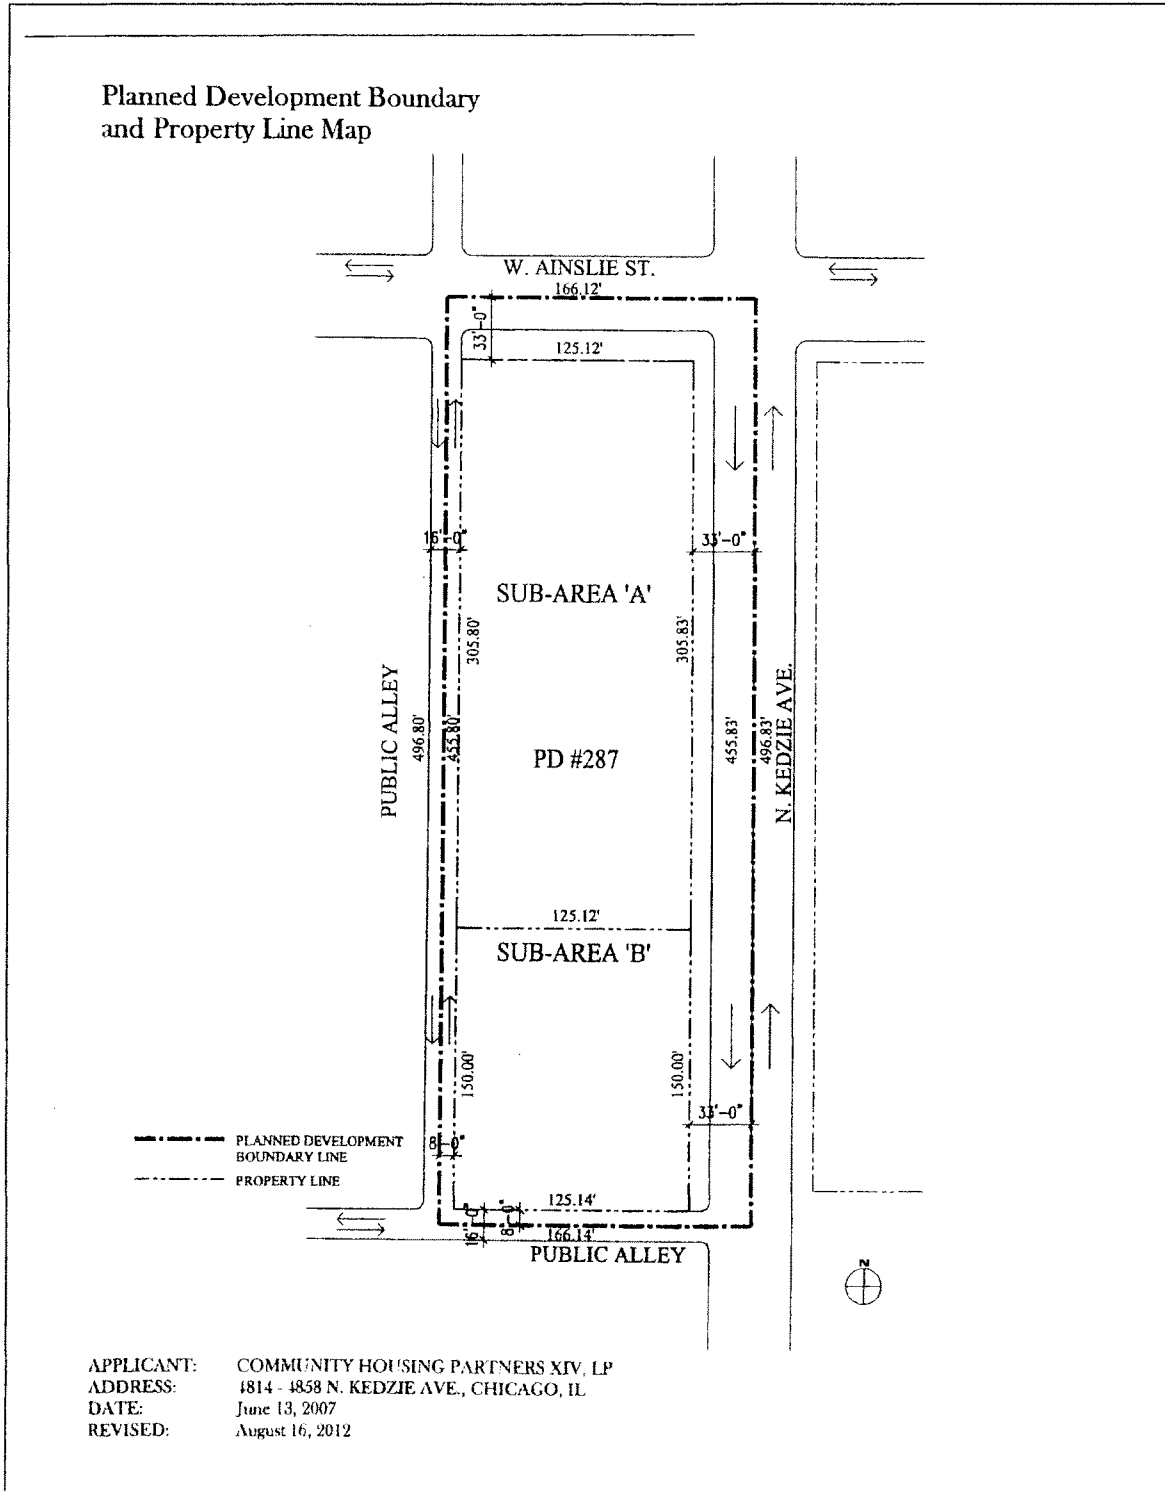 Planned Development Boundary
and Property Line Map
W. AINSLIE ST.
166.12'
33'-0"
125.12'
16'-0"
33'-0"
SUB-AREA 'A'
305.80'
305.83'
PUBLIC ALLEY
496.80'
455.80'
PD #287
455.83'
496.83'
N. KEDZIE AVE.
125.12'
SUB-AREA 'B'
150.00'
150.00'
33'-0"
PLANNED DEVELOPMENT
BOUNDARY LINE
8'-0"
PROPERTY LINE
125.14'
16'-0"
8'-0"
166.14'
PUBLIC ALLEY
N
APPLICANT: COMMUNITY HOUSING PARTNERS XIV, LP
ADDRESS: 4814 - 4858 N. KEDZIE AVE., CHICAGO, IL
DATE: June 13, 2007
REVISED: August 16, 2012